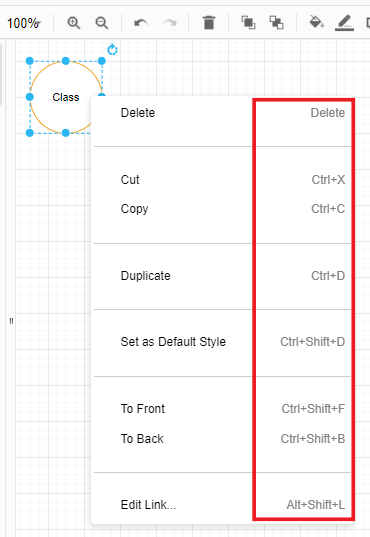 100%
Class
Delete Delete
Cut Ctrl+X
Copy Ctrl+C
Duplicate Ctrl+D
Set as Default Style Ctrl+Shift+D
To Front Ctrl+Shift+F
To Back Ctrl+Shift+B
Edit Link... Alt+Shift+L